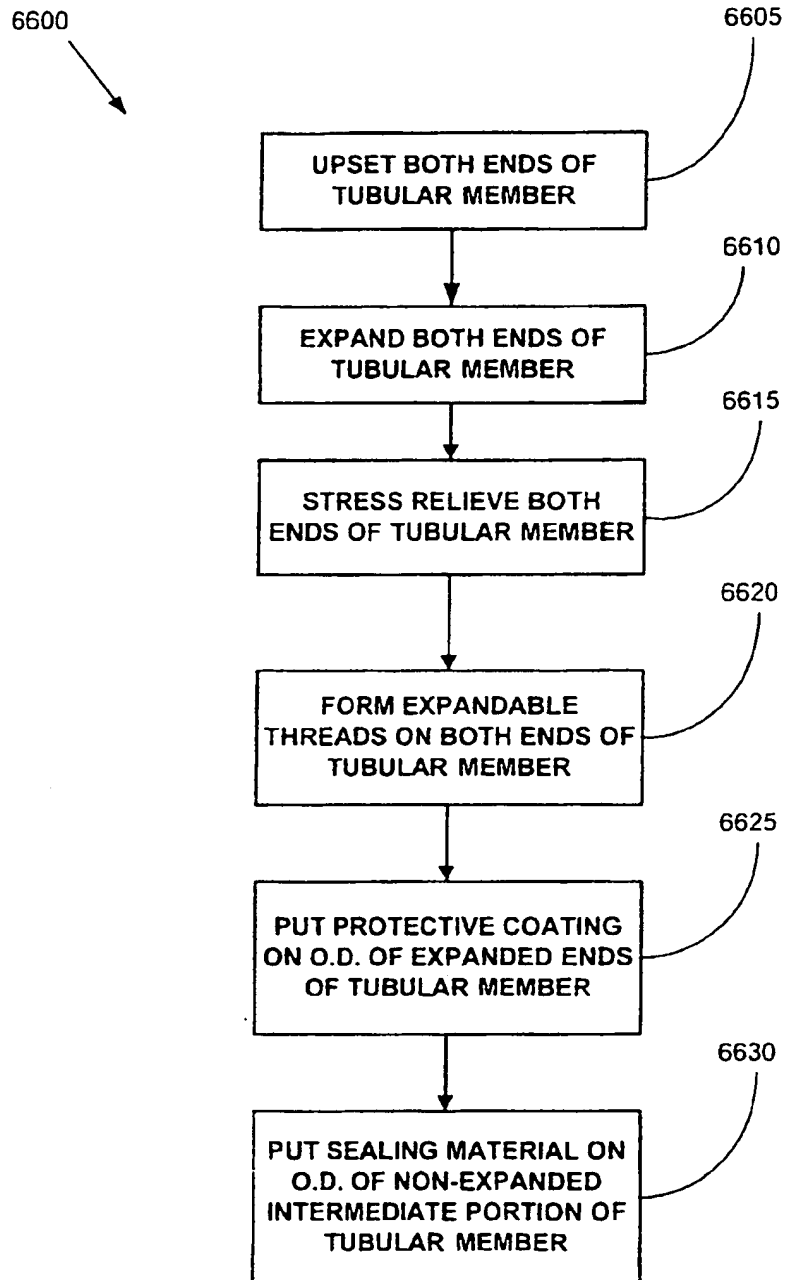 6600
6605
UPSET BOTH ENDS OF
TUBULAR MEMBER
6610
EXPAND BOTH ENDS OF
TUBULAR MEMBER
6615
STRESS RELIEVE BOTH
ENDS OF TUBULAR MEMBER
6620
FORM EXPANDABLE
THREADS ON BOTH ENDS OF
TUBULAR MEMBER
6625
PUT PROTECTIVE COATING
ON O.D. OF EXPANDED ENDS
OF TUBULAR MEMBER
6630
PUT SEALING MATERIAL ON
O.D. OF NON-EXPANDED
INTERMEDIATE PORTION OF
TUBULAR MEMBER